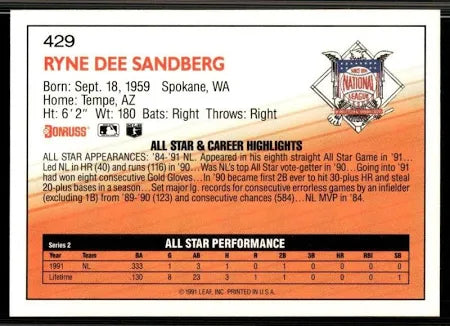 429
RYNE DEE SANDBERG
Born: Sept. 18, 1959 Spokane, WA
Home: Tempe, AZ
Ht: 6' 2" Wt: 180 Bats: Right Throws: Right
NATIONAL
LEAGUE
DONRUSS
ALL STAR & CAREER HIGHLIGHTS
ALL STAR APPEARANCES: '84-'91 NL. Appeared in his eighth straight All Star Game in '91...
Led NL in HR (40) and runs (116) in '90...Was NL's top All Star vote-getter in '90...Going into '91
had won eight consecutive Gold Gloves...In '90 became first 2B ever to hit 30-plus HR and steal
20-plus bases in a season...Set major lg. records for consecutive errorless games by an infielder
(excluding 1B) from '89-'90 (123) and consecutive chances (584)...NL MVP in '84.
Series 2 ALL STAR PERFORMANCE
Year Team BA G AB H R 2B 3B HR RBI SB
1991 NL .333 1 3 1 0 1 0 0 0 0
Lifetime .130 8 23 3 3 1 0 0 0 1
© 1991 LEAF, INC. PRINTED IN U.S.A.